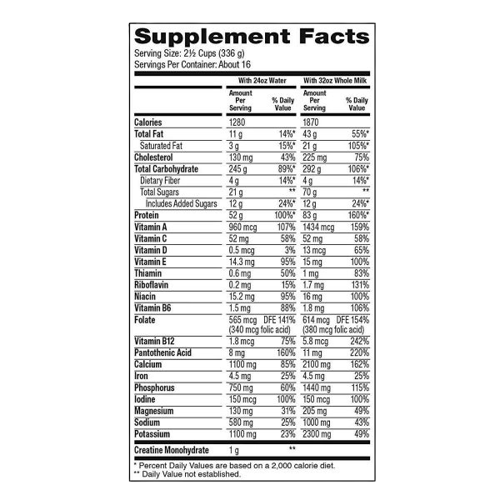 Supplement Facts
Serving Size: 2½ Cups (336 g)
Servings Per Container: About 16
With 24oz Water With 32oz Whole Milk
Amount Per Serving % Daily Value Amount Per Serving % Daily Value
Calories 1280 1870
Total Fat 11 g 14%* 43 g 55%*
Saturated Fat 3 g 15%* 21 g 105%*
Cholesterol 130 mg 43% 225 mg 75%
Total Carbohydrate 245 g 89%* 292 g 106%*
Dietary Fiber 4 g 14%* 4 g 14%*
Total Sugars 21 g ** 70 g **
Includes Added Sugars 12 g 24%* 12 g 24%*
Protein 52 g 100%* 83 g 160%*
Vitamin A 960 mcg 107% 1434 mcg 159%
Vitamin C 52 mg 58% 52 mg 58%
Vitamin D 0.5 mcg 3% 13 mcg 65%
Vitamin E 14.3 mg 95% 15 mg 100%
Thiamin 0.6 mg 50% 1 mg 83%
Riboflavin 0.2 mg 15% 1.7 mg 131%
Niacin 15.2 mg 95% 16 mg 100%
Vitamin B6 1.5 mg 88% 1.8 mg 106%
Folate 565 mcg DFE 141% 614 mcg DFE 154%
(340 mcg folic acid) (380 mcg folic acid)
Vitamin B12 1.8 mcg 75% 5.8 mcg 242%
Pantothenic Acid 8 mg 160% 11 mg 220%
Calcium 1100 mg 85% 2100 mg 162%
Iron 4.5 mg 25% 4.5 mg 25%
Phosphorus 750 mg 60% 1440 mg 115%
Iodine 150 mcg 100% 150 mcg 100%
Magnesium 130 mg 31% 205 mg 49%
Sodium 580 mg 25% 1000 mg 43%
Potassium 1100 mg 23% 2300 mg 49%
Creatine Monohydrate 1 g **
* Percent Daily Values are based on a 2,000 calorie diet.
** Daily Value not established.